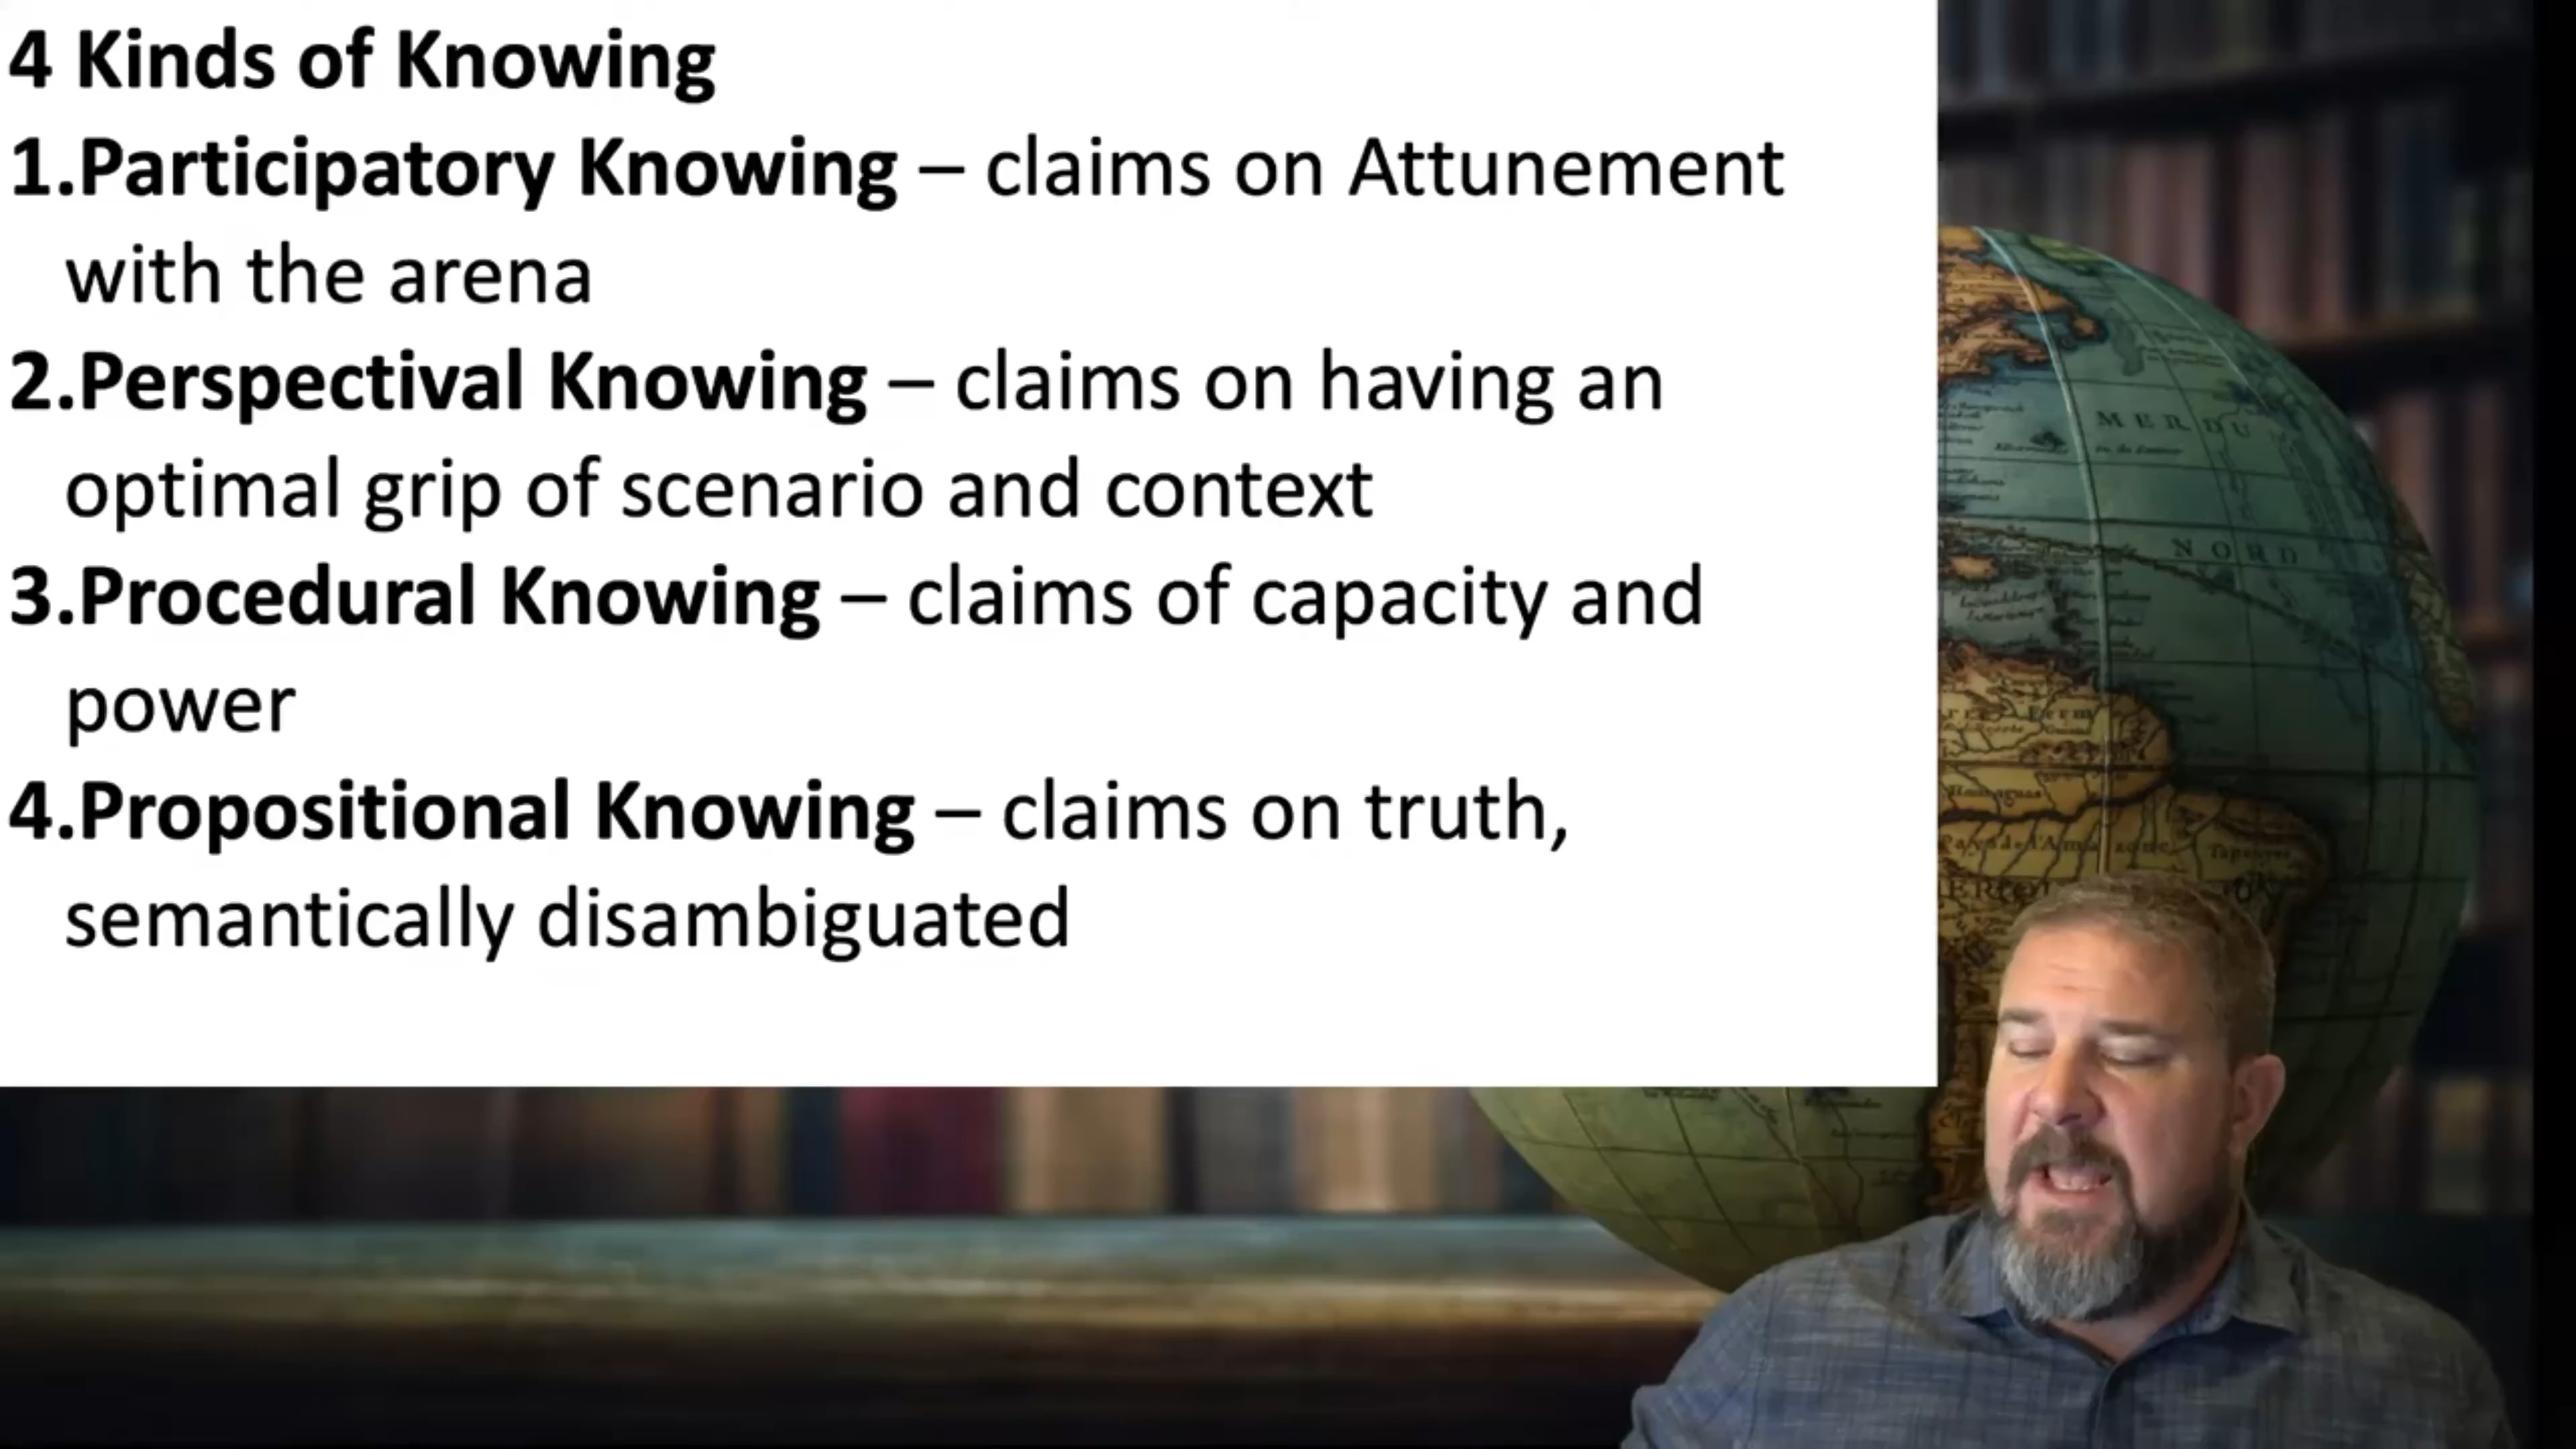 4 Kinds of Knowing
1.Participatory Knowing – claims on Attunement
with the arena
2.Perspectival Knowing – claims on having an
optimal grip of scenario and context
3.Procedural Knowing – claims of capacity and
power
4.Propositional Knowing – claims on truth,
semantically disambiguated
MERDU
NORD